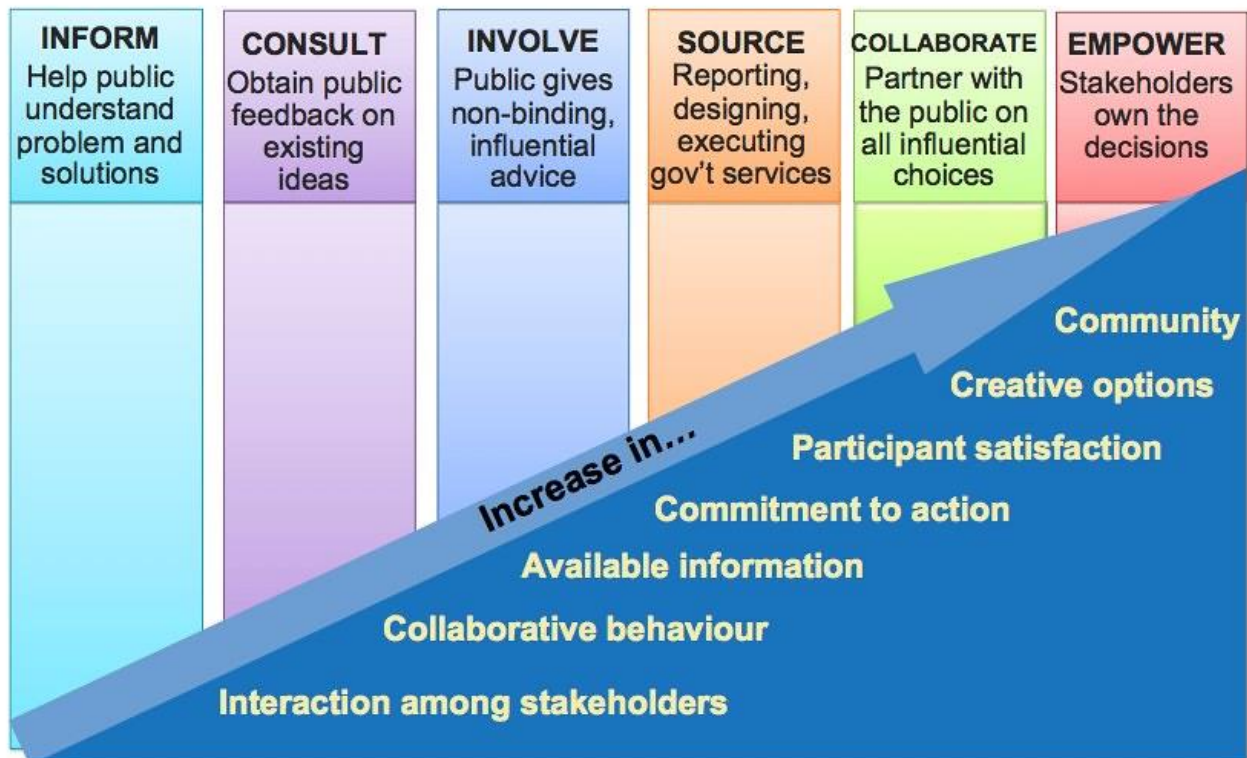 INFORM
Help public
understand
problem and
solutions
CONSULT
Obtain public
feedback on
existing
ideas
INVOLVE
Public gives
non-binding,
influential
advice
SOURCE
Reporting,
designing,
executing
gov't services
COLLABORATE
Partner with
the public on
all influential
choices
EMPOWER
Stakeholders
own the
decisions
Increase in...
Community
Creative options
Participant satisfaction
Commitment to action
Available information
Collaborative behaviour
Interaction among stakeholders